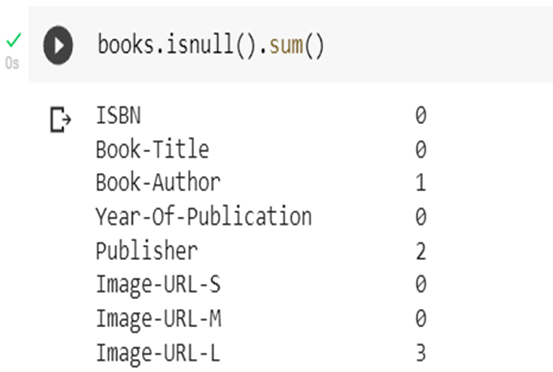 books.isnull().sum()
0s
ISBN 0
Book-Title 0
Book-Author 1
Year-Of-Publication 0
Publisher 2
Image-URL-S 0
Image-URL-M 0
Image-URL-L 3